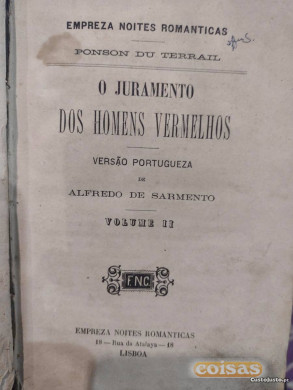 EMPREZA NOITES ROMANTICAS
PONSON DU TERRAIL
O JURAMENTO
DOS HOMENS VERMELHOS
VERSÃO PORTUGUEZA
DE
ALFREDO DE SARMENTO
VOLUME II
FNC
EMPREZA NOITES ROMANTICAS
18 — Rua da Atalaya — 18
LISBOA
coisas